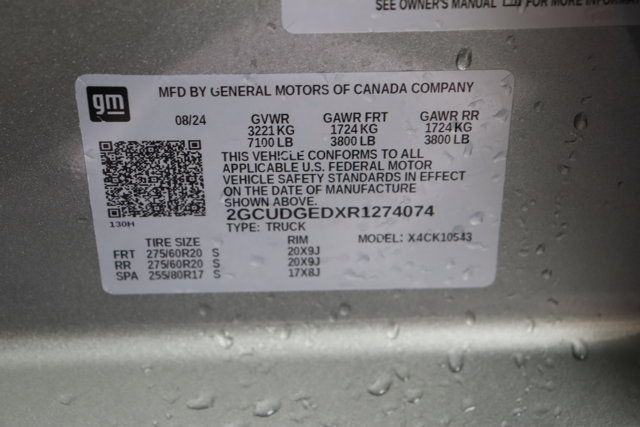 SEE OWNER'S MANUAL FOR MORE INFORMATION
gm
MFD BY GENERAL MOTORS OF CANADA COMPANY
08/24 GVWR GAWR FRT GAWR RR
3221 KG 1724 KG 1724 KG
7100 LB 3800 LB 3800 LB
THIS VEHICLE CONFORMS TO ALL
APPLICABLE U.S. FEDERAL MOTOR
VEHICLE SAFETY STANDARDS IN EFFECT
ON THE DATE OF MANUFACTURE
SHOWN ABOVE.
130H
2GCUDGEDXR1274074
TYPE: TRUCK MODEL: X4CK10543
TIRE SIZE RIM
FRT 275/60R20 S 20X9J
RR 275/60R20 S 20X9J
SPA 255/80R17 S 17X8J